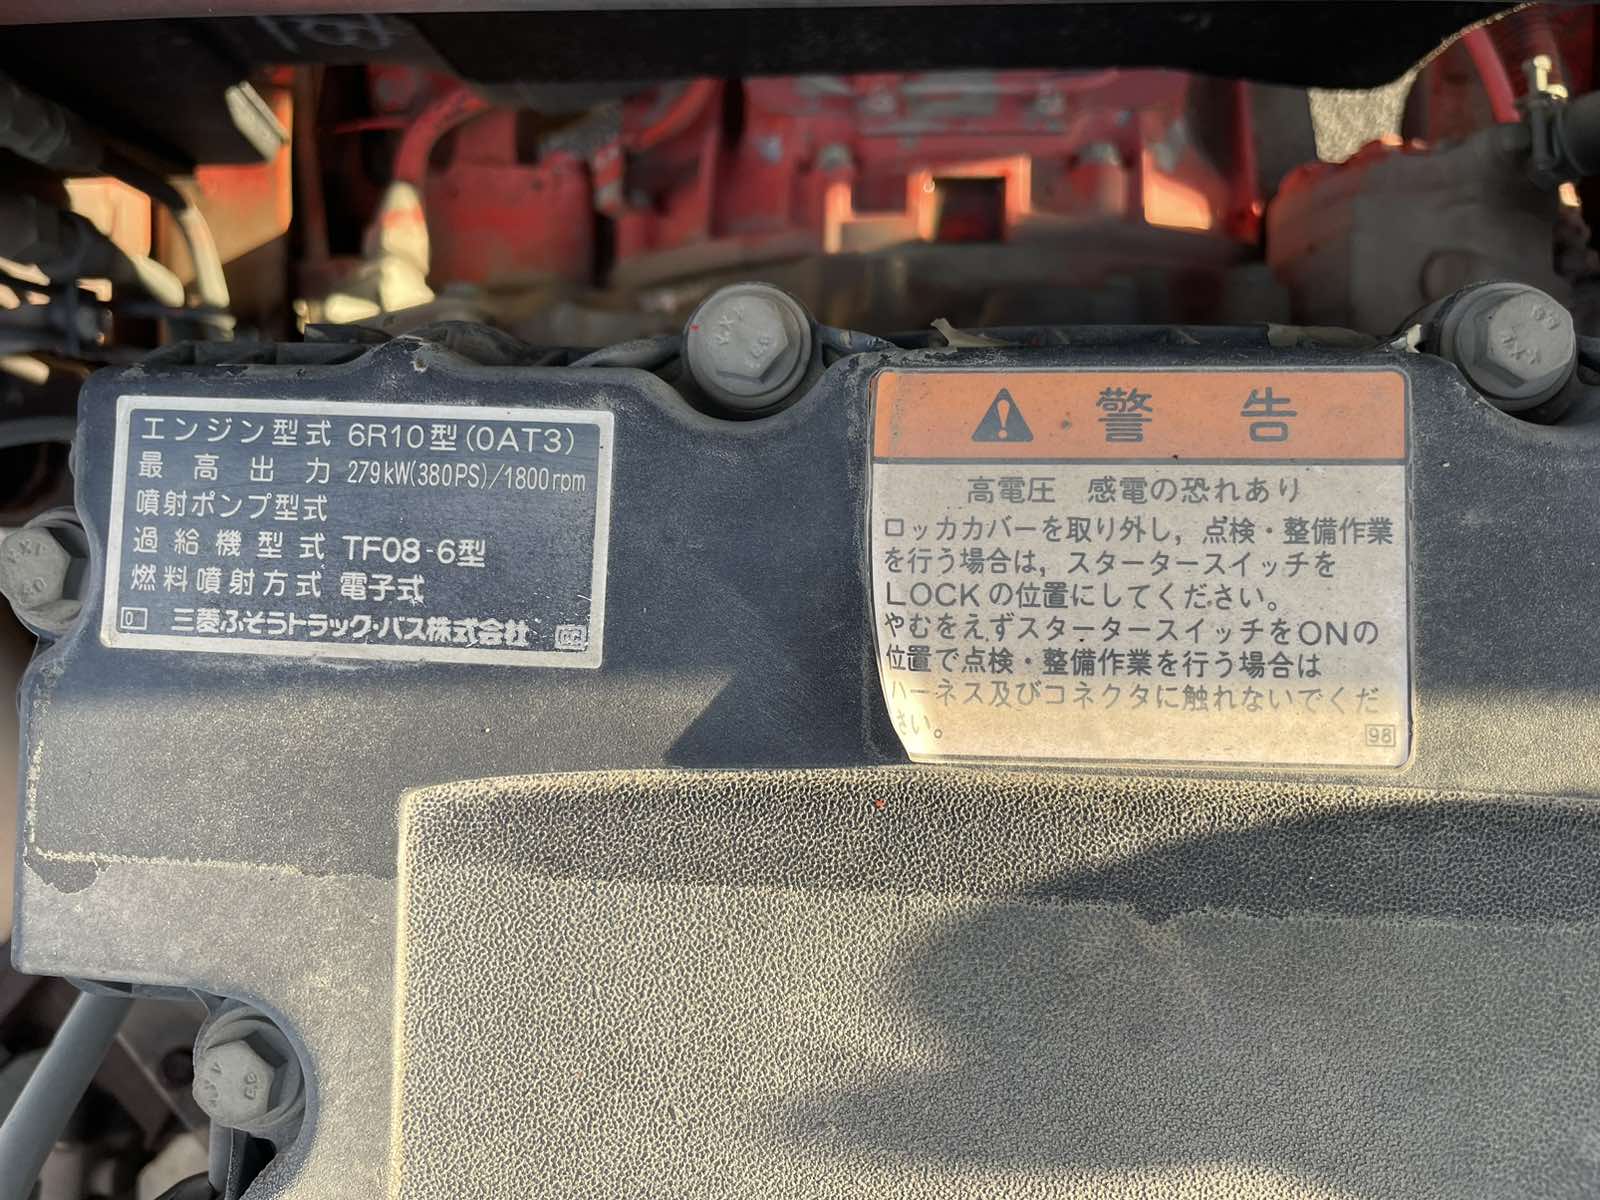 エンジン型式 6R10型(0AT3)
最高出力 279kW(380PS)/1800rpm
噴射ポンプ型式
過給機型式 TF08-6型
燃料噴射方式 電子式
0 三菱ふそうトラック・バス株式会社 CC
警告
高電圧 感電の恐れあり
ロッカカバーを取り外し，点検・整備作業
を行う場合は，スタータースイッチを
LOCKの位置にしてください。
やむをえずスタータースイッチをONの
位置で点検・整備作業を行う場合は
ハーネス及びコネクタに触れないでくだ
さい。
98